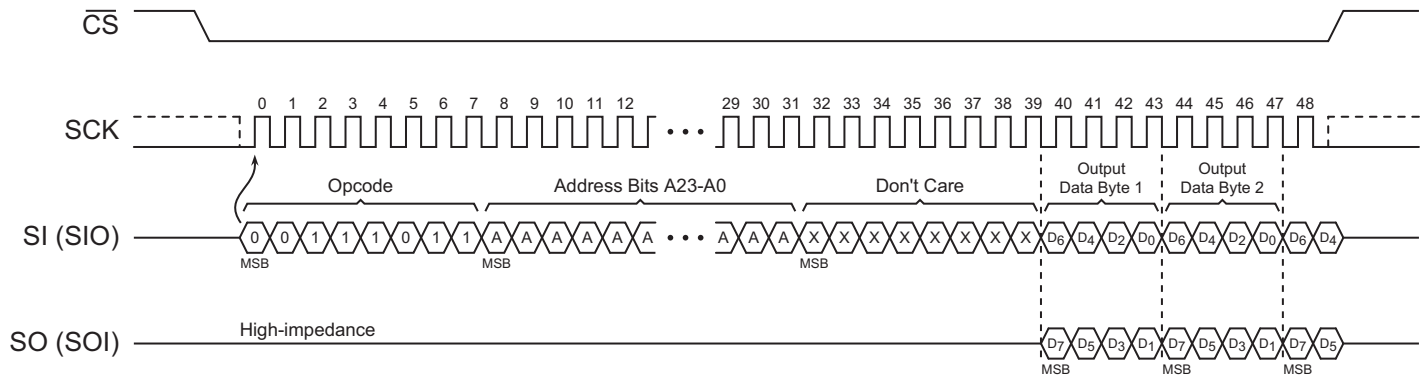 CS
0 1 2 3 4 5 6 7 8 9 10 11 12 29 30 31 32 33 34 35 36 37 38 39 40 41 42 43 44 45 46 47 48
SCK
Opcode Address Bits A23-A0 Don't Care Output Data Byte 1 Output Data Byte 2
SI (SIO) 0 0 1 1 1 0 1 1 A A A A A A A A A X X X X X X X X D6 D4 D2 D0 D6 D4 D2 D0 D6 D4
MSB MSB MSB
High-impedance
SO (SOI) D7 D5 D3 D1 D7 D5 D3 D1 D7 D5
MSB MSB MSB